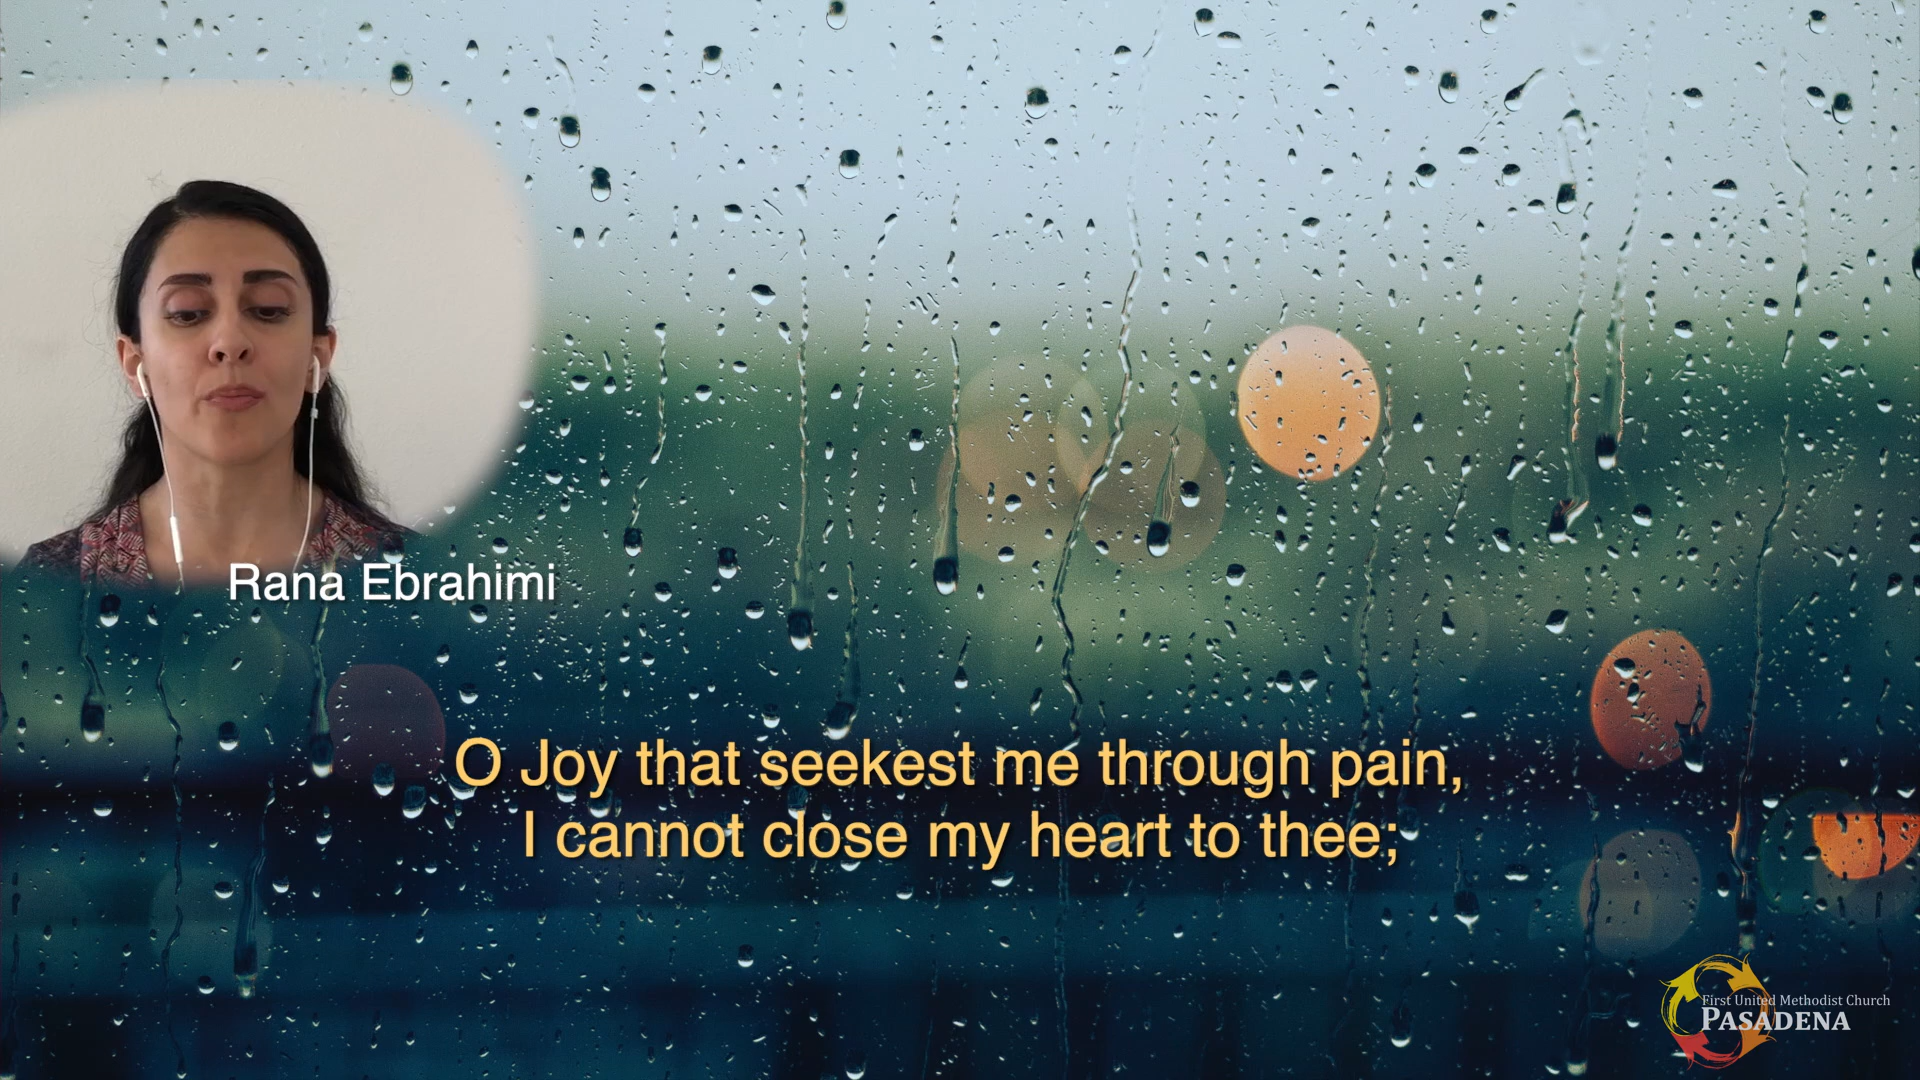 Rana Ebrahimi
O Joy that seekest me through pain,
I cannot close my heart to thee;
First United Methodist Church
PASADENA